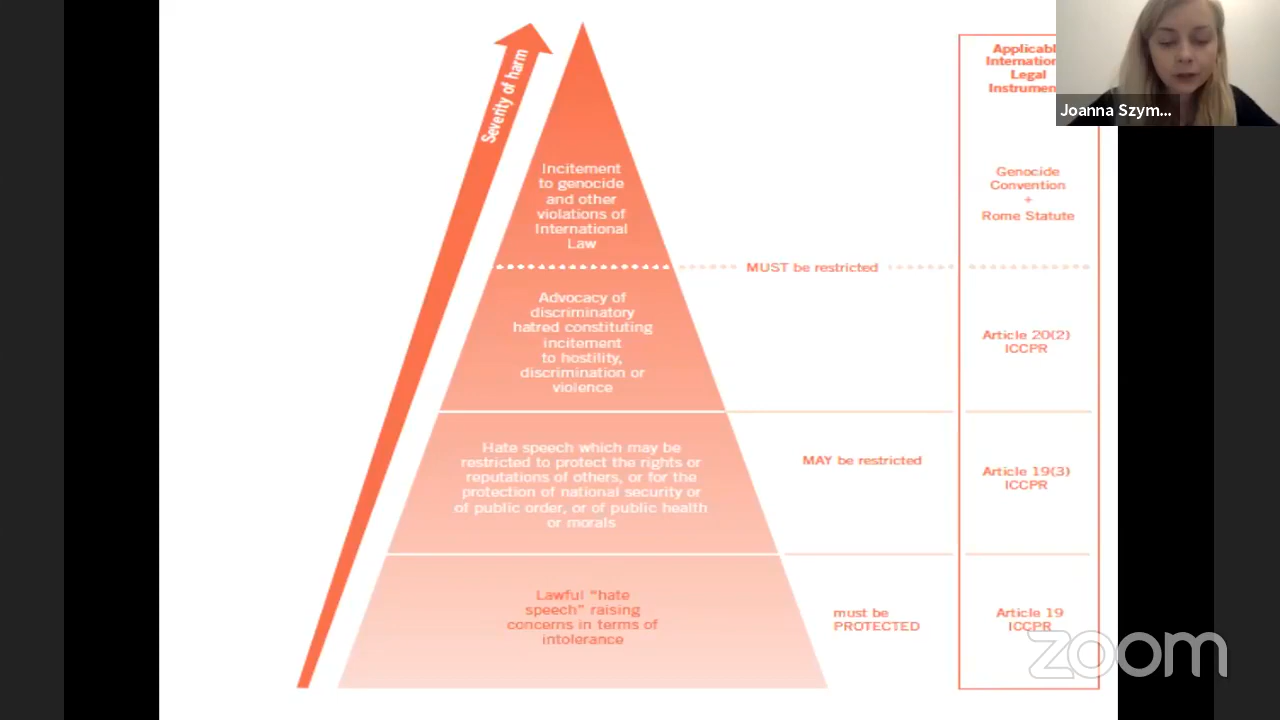 Severity of harm
Incitement
to genocide
and other
violations of
International
Law
Advocacy of
discriminatory
hatred constituting
incitement
to hostility,
discrimination or
violence
Hate speech which may be
restricted to protect the rights or
reputations of others, or for the
protection of national security or
of public order, or of public health
or morals
Lawful “hate
speech” raising
concerns in terms of
intolerance
MUST be restricted
MAY be restricted
must be
PROTECTED
Applicabl
Internation
Legal
Instrumen
Genocide
Convention
+
Rome Statute
Article 20(2)
ICCPR
Article 19(3)
ICCPR
Article 19
ICCPR
Joanna Szym...
zoom